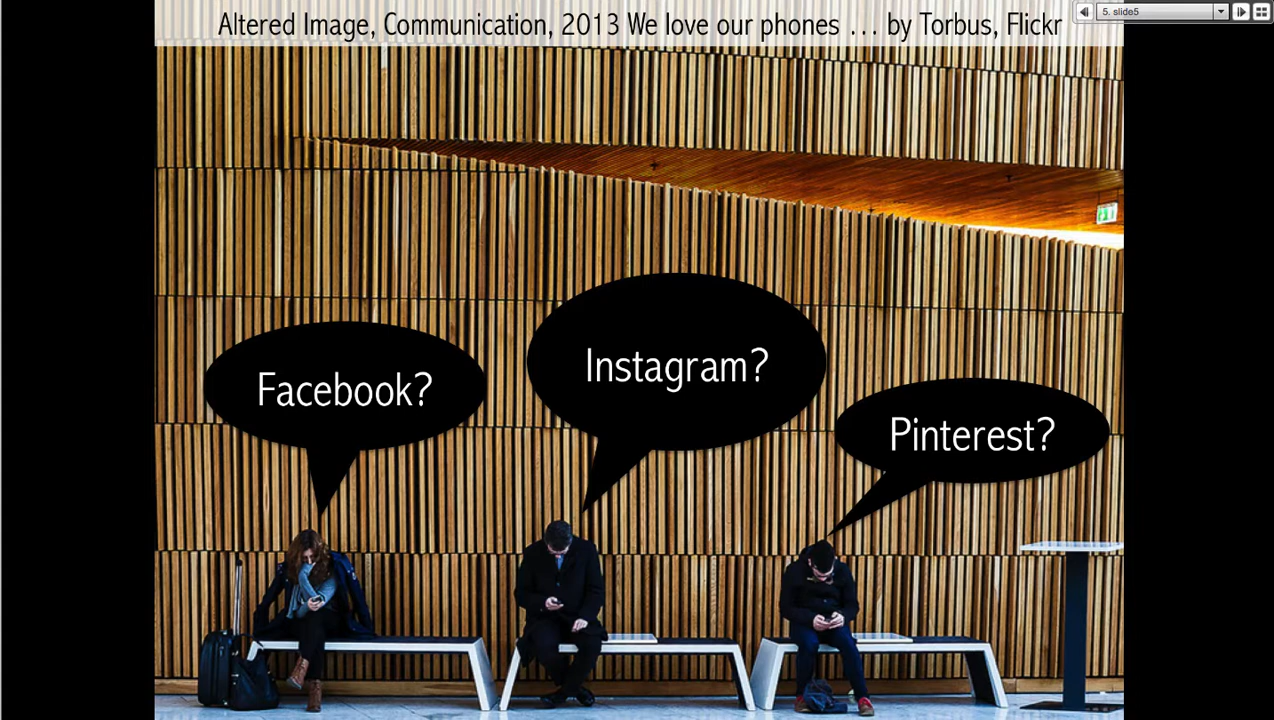 Altered Image, Communication, 2013 We love our phones ... by Torbus, Flickr
5. slide5
Facebook?
Instagram?
Pinterest?